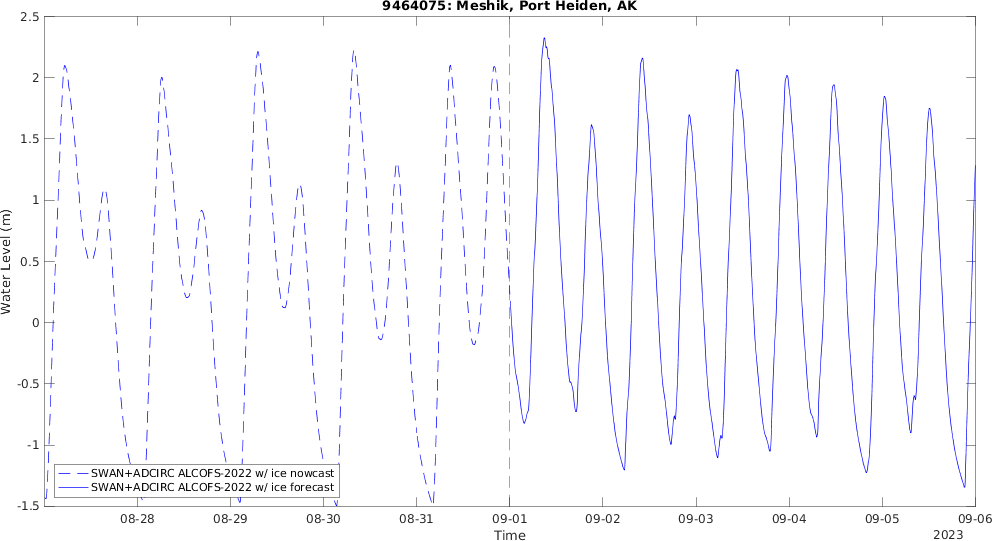 9464075: Meshik, Port Heiden, AK
Water Level (m)
2.5
2
1.5
1
0.5
0
-0.5
-1
-1.5
SWAN+ADCIRC ALCOFS-2022 w/ ice nowcast
SWAN+ADCIRC ALCOFS-2022 w/ ice forecast
08-28 08-29 08-30 08-31 09-01 09-02 09-03 09-04 09-05 09-06
Time
2023